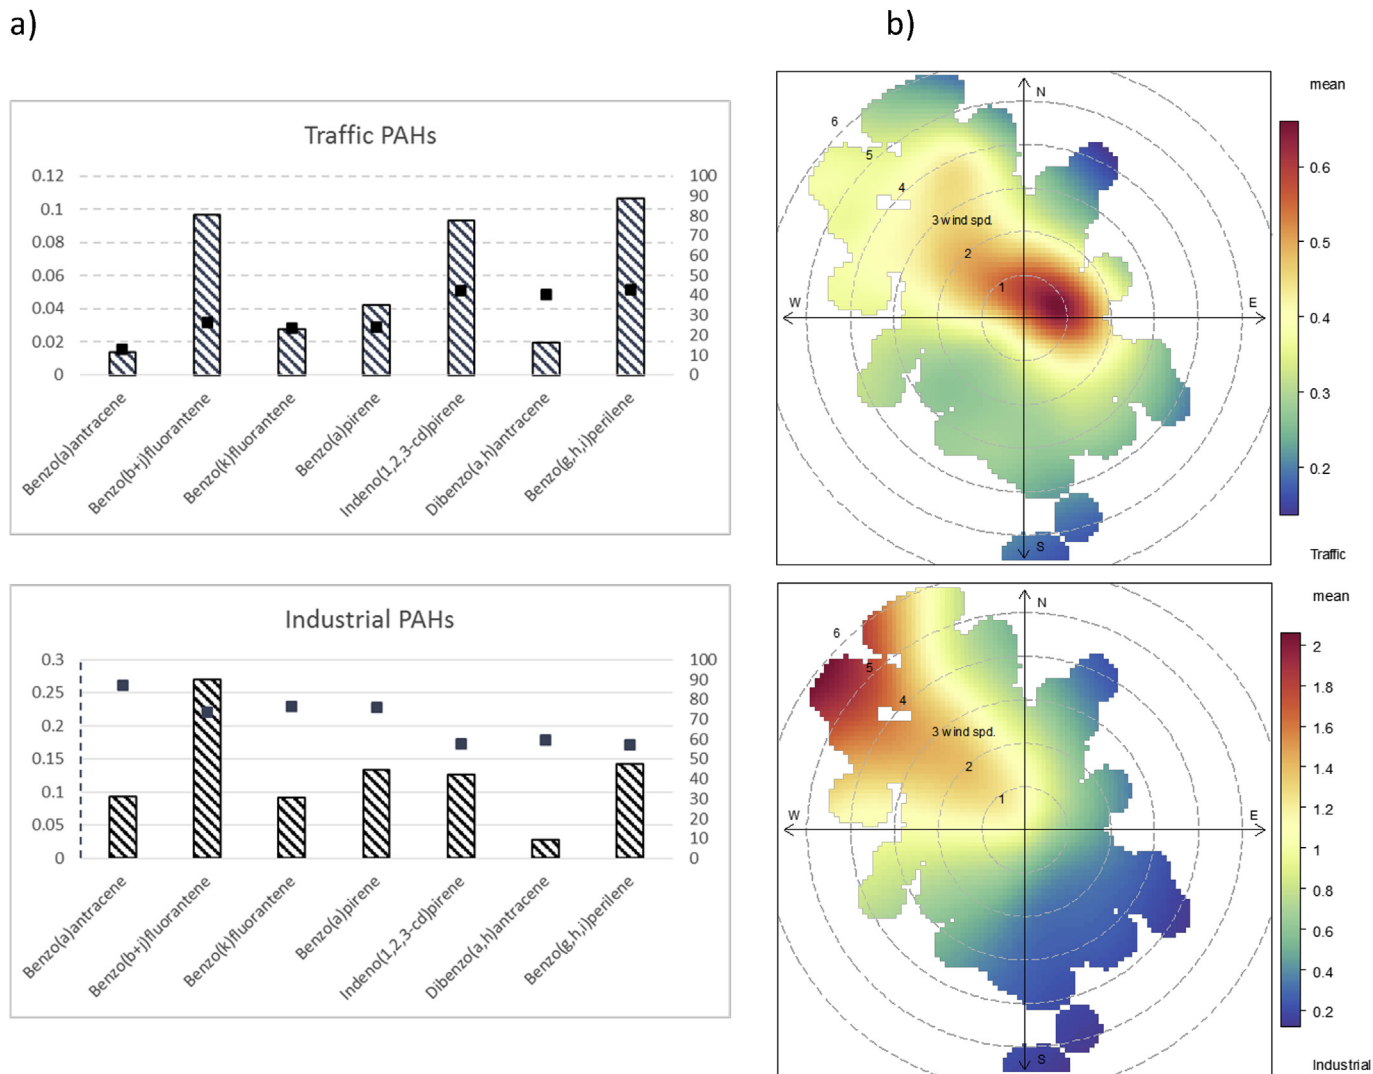 a)
b)
Traffic PAHs
0.12
0.1
0.08
0.06
0.04
0.02
0
100
90
80
70
60
50
40
30
20
10
0
Benzo(a)antracene
Benzo(b+j)fluorantene
Benzo(k)fluorantene
Benzo(a)pirene
Indeno(1,2,3-cd)pirene
Dibenzo(a,h)antracene
Benzo(g,h,i)perilene
N
6
5
4
3 wind spd.
2
1
W
E
S
mean
0.6
0.5
0.4
0.3
0.2
Traffic
Industrial PAHs
0.3
0.25
0.2
0.15
0.1
0.05
0
100
90
80
70
60
50
40
30
20
10
0
Benzo(a)antracene
Benzo(b+j)fluorantene
Benzo(k)fluorantene
Benzo(a)pirene
Indeno(1,2,3-cd)pirene
Dibenzo(a,h)antracene
Benzo(g,h,i)perilene
N
6
5
4
3 wind spd.
2
1
W
E
S
mean
2
1.8
1.6
1.4
1.2
1
0.8
0.6
0.4
0.2
Industrial